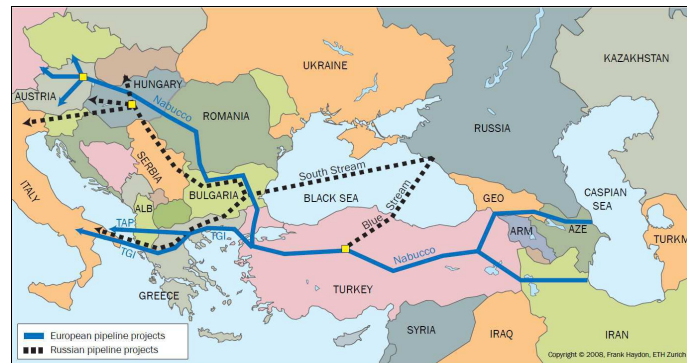 UKRAINE
KAZAKHSTAN
AUSTRIA
HUNGARY
Nabucco
ROMANIA
RUSSIA
SERBIA
ITALY
South Stream
BULGARIA
BLACK SEA
Blue Stream
GEO
CASPIAN
SEA
ALB
TAP
TGI
TGI
ARM
AZE
TURKM
Nabucco
GREECE
TURKEY
SYRIA
IRAQ
IRAN
European pipeline projects
Russian pipeline projects
Copyright © 2008, Frank Haydon, ETH Zurich